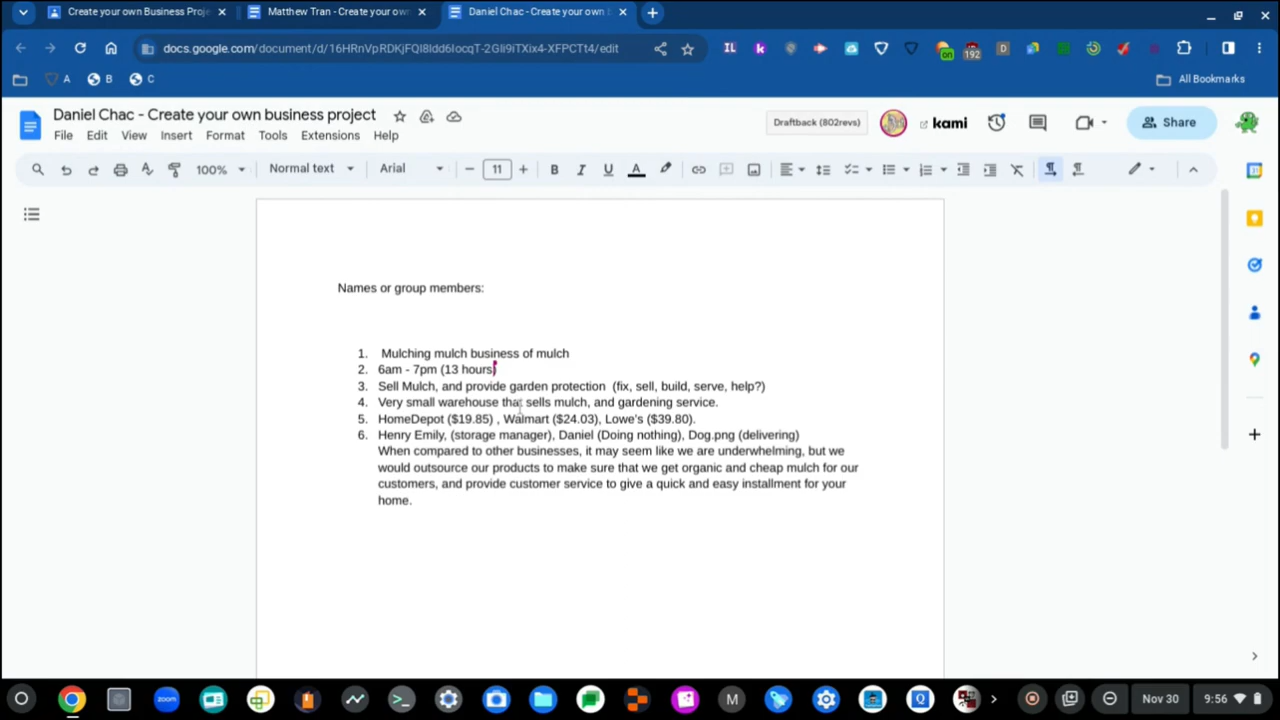 Create your own Business Proje
Matthew Tran - Create your own
Daniel Chac - Create your own
docs.google.com/document/d/16HRnVpRDKjFQI8Idd6IocqT-2GIi9iTXix4-XFPCTt4/edit
IL
k
on
192
D
A
B
C
All Bookmarks
Daniel Chac - Create your own business project
File Edit View Insert Format Tools Extensions Help
Draftback (802revs)
kami
Share
100%
Normal text
Arial
11
B I U A
Names or group members:
1. Mulching mulch business of mulch
2. 6am - 7pm (13 hours)
3. Sell Mulch, and provide garden protection (fix, sell, build, serve, help?)
4. Very small warehouse that sells mulch, and gardening service.
5. HomeDepot ($19.85) , Walmart ($24.03), Lowe's ($39.80).
6. Henry Emily, (storage manager), Daniel (Doing nothing), Dog.png (delivering)
When compared to other businesses, it may seem like we are underwhelming, but we
would outsource our products to make sure that we get organic and cheap mulch for our
customers, and provide customer service to give a quick and easy installment for your
home.
zoom
M
Q
Nov 30
9:56